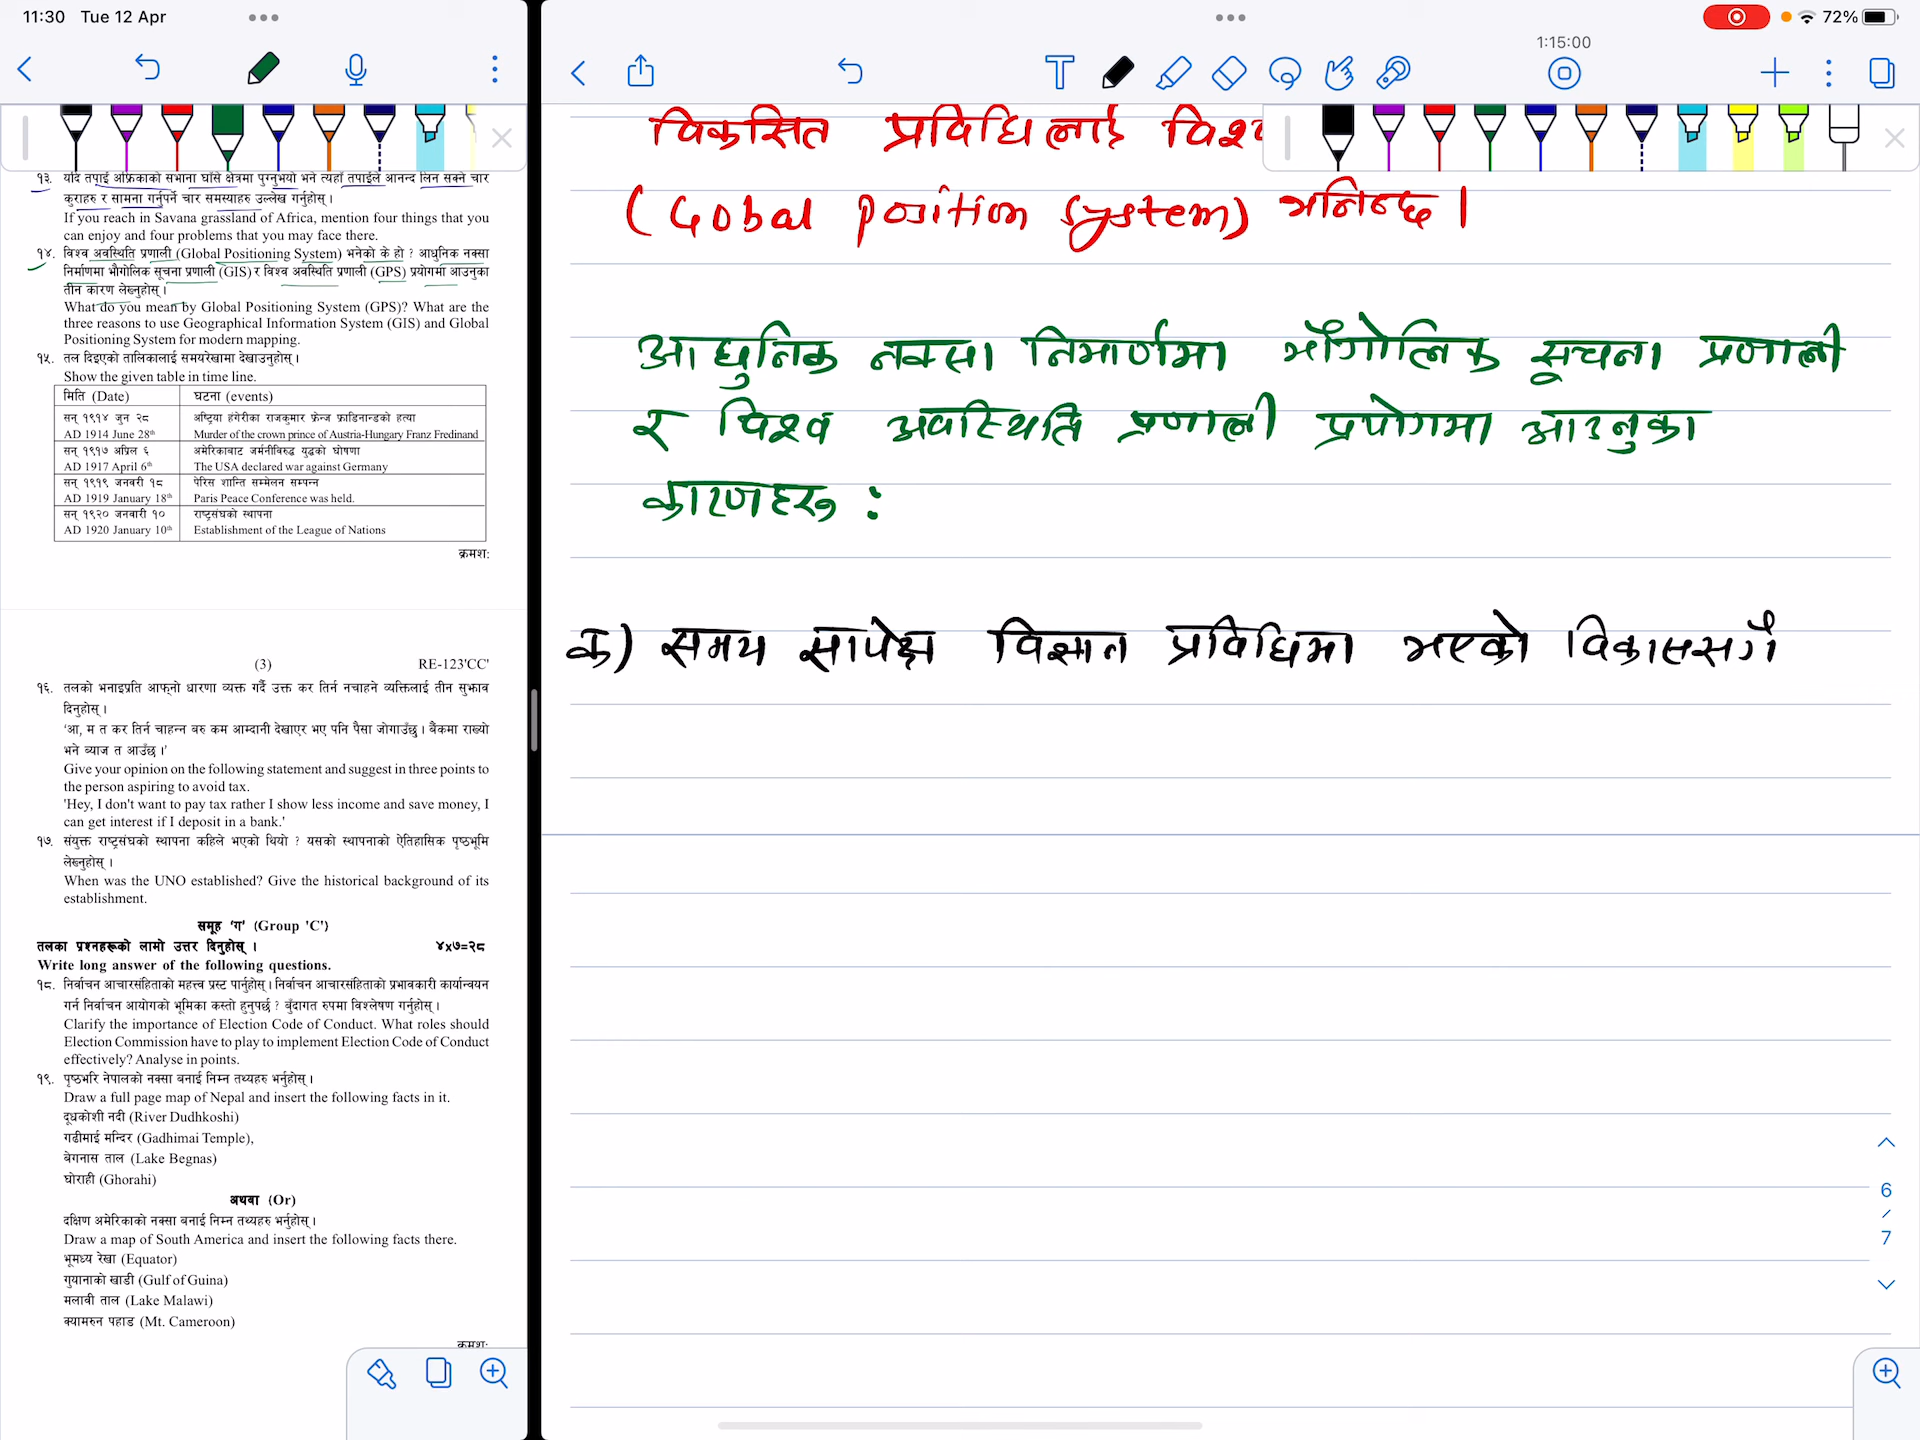 11:30 Tue 12 Apr
72%
1:15:00
१३. यदि तपाई अफ्रिकाको सभाना घाँसे क्षेत्रमा पुग्नुभयो भने त्यहाँ तपाईले आनन्द लिन सक्ने चार
कुराहरु र सामना गर्नुपर्ने चार समस्याहरु उल्लेख गर्नुहोस् ।
If you reach in Savana grassland of Africa, mention four things that you
can enjoy and four problems that you may face there.
१४. विश्व अवस्थिति प्रणाली (Global Positioning System) भनेको के हो ? आधुनिक नक्सा
निर्माणमा भौगोलिक सूचना प्रणाली (GIS) र विश्व अवस्थिति प्रणाली (GPS) प्रयोगमा आउनुका
तीन कारण लेख्नुहोस् ।
What do you mean by Global Positioning System (GPS)? What are the
three reasons to use Geographical Information System (GIS) and Global
Positioning System for modern mapping.
१५. तल दिइएको तालिकालाई समयरेखामा देखाउनुहोस् ।
Show the given table in time line.
मिति (Date) घटना (events)
सन् १९१४ जुन २८ अष्ट्रिया हंगेरीका राजकुमार फ्रेन्ज फ्राडिनान्डको हत्या
AD 1914 June 28th Murder of the crown prince of Austria-Hungary Franz Fredinand
सन् १९१७ अप्रिल ६ अमेरिकाबाट जर्मनीविरुद्ध युद्धको घोषणा
AD 1917 April 6th The USA declared war against Germany
सन् १९१९ जनवरी १८ पेरिस शान्ति सम्मेलन सम्पन्न
AD 1919 January 18th Paris Peace Conference was held.
सन् १९२० जनवारी १० राष्ट्रसंघको स्थापना
AD 1920 January 10th Establishment of the League of Nations
क्रमश:
(3) RE-123'CC'
१६. तलको भनाइप्रति आफ्नो धारणा व्यक्त गर्दै उक्त कर तिर्न नचाहने व्यक्तिलाई तीन सुझाव
दिनुहोस् ।
'आ, म त कर तिर्न चाहन्न बरु कम आम्दानी देखाएर भए पनि पैसा जोगाउँछु । बैंकमा राख्यो
भने ब्याज त आउँछ ।'
Give your opinion on the following statement and suggest in three points to
the person aspiring to avoid tax.
'Hey, I don't want to pay tax rather I show less income and save money, I
can get interest if I deposit in a bank.'
१७. संयुक्त राष्ट्रसंघको स्थापना कहिले भएको थियो ? यसको स्थापनाको ऐतिहासिक पृष्ठभूमि
लेख्नुहोस् ।
When was the UNO established? Give the historical background of its
establishment.
समूह 'ग' (Group 'C')
तलका प्रश्नहरूको लामो उत्तर दिनुहोस् । ४x७=२८
Write long answer of the following questions.
१८. निर्वाचन आचारसंहिताको महत्त्व प्रस्ट पार्नुहोस् । निर्वाचन आचारसंहिताको प्रभावकारी कार्यान्वयन
गर्न निर्वाचन आयोगको भूमिका कस्तो हुनुपर्छ ? बुँदागत रुपमा विश्लेषण गर्नुहोस् ।
Clarify the importance of Election Code of Conduct. What roles should
Election Commission have to play to implement Election Code of Conduct
effectively? Analyse in points.
१९. पृष्ठभरि नेपालको नक्सा बनाई निम्न तथ्यहरु भर्नुहोस् ।
Draw a full page map of Nepal and insert the following facts in it.
दूधकोशी नदी (River Dudhkoshi)
गढीमाई मन्दिर (Gadhimai Temple),
बेगनास ताल (Lake Begnas)
घोराही (Ghorahi)
अथवा (Or)
दक्षिण अमेरिकाको नक्सा बनाई निम्न तथ्यहरु भर्नुहोस् ।
Draw a map of South America and insert the following facts there.
भूमध्य रेखा (Equator)
गुयानाको खाडी (Gulf of Guina)
मलावी ताल (Lake Malawi)
क्यामरुन पहाड (Mt. Cameroon)
क्रमश:
विकसित प्रविधिलाई विश्व
(Gobal position System) भनिन्छ ।
आधुनिक नक्सा निमार्णमा भौगोलिक सूचना प्रणाली
र विश्व अवस्थिति प्रणाली प्रयोगमा आउनुका
कारणहरू :
क) समय सापेक्ष विज्ञान प्रविधिमा भएको विकाससगै
6
7